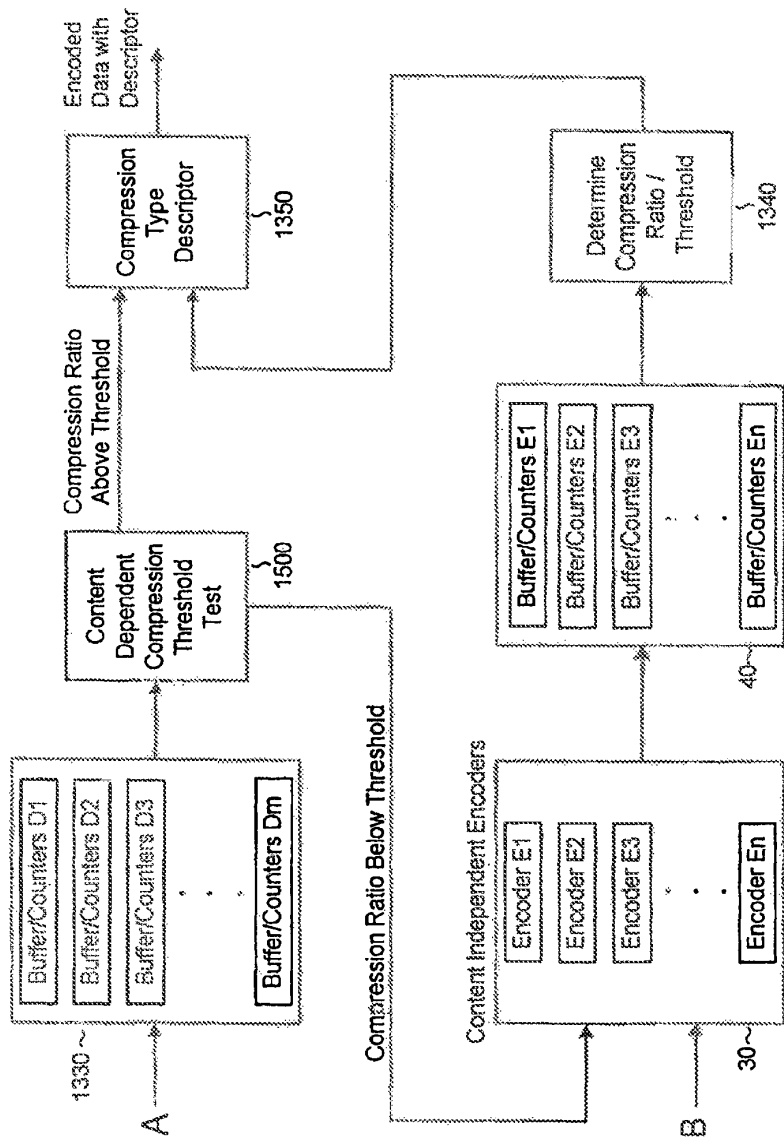 A
1330
Buffer/Counters D1
Buffer/Counters D2
Buffer/Counters D3
Buffer/Counters Dm
Content
Dependent
Compression
Threshold
Test
1500
Compression Ratio
Above Threshold
Compression
Type
Descriptor
1350
Encoded
Data with
Descriptor
Compression Ratio Below Threshold
B
Content Independent Encoders
Encoder E1
Encoder E2
Encoder E3
Encoder En
30
Buffer/Counters E1
Buffer/Counters E2
Buffer/Counters E3
Buffer/Counters En
40
Determine
Compression
Ratio /
Threshold
1340